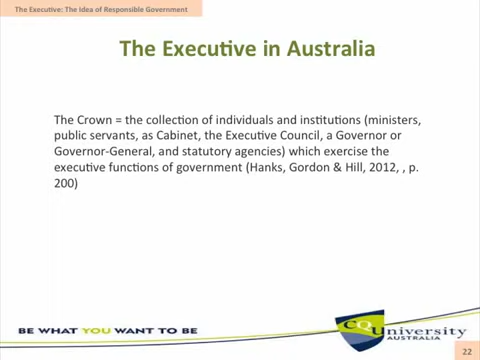 The Executive: The Idea of Responsible Government
The Executive in Australia
The Crown = the collection of individuals and institutions (ministers,
public servants, as Cabinet, the Executive Council, a Governor or
Governor-General, and statutory agencies) which exercise the
executive functions of government (Hanks, Gordon & Hill, 2012, , p.
200)
BE WHAT YOU WANT TO BE
CQUniversity
AUSTRALIA
22